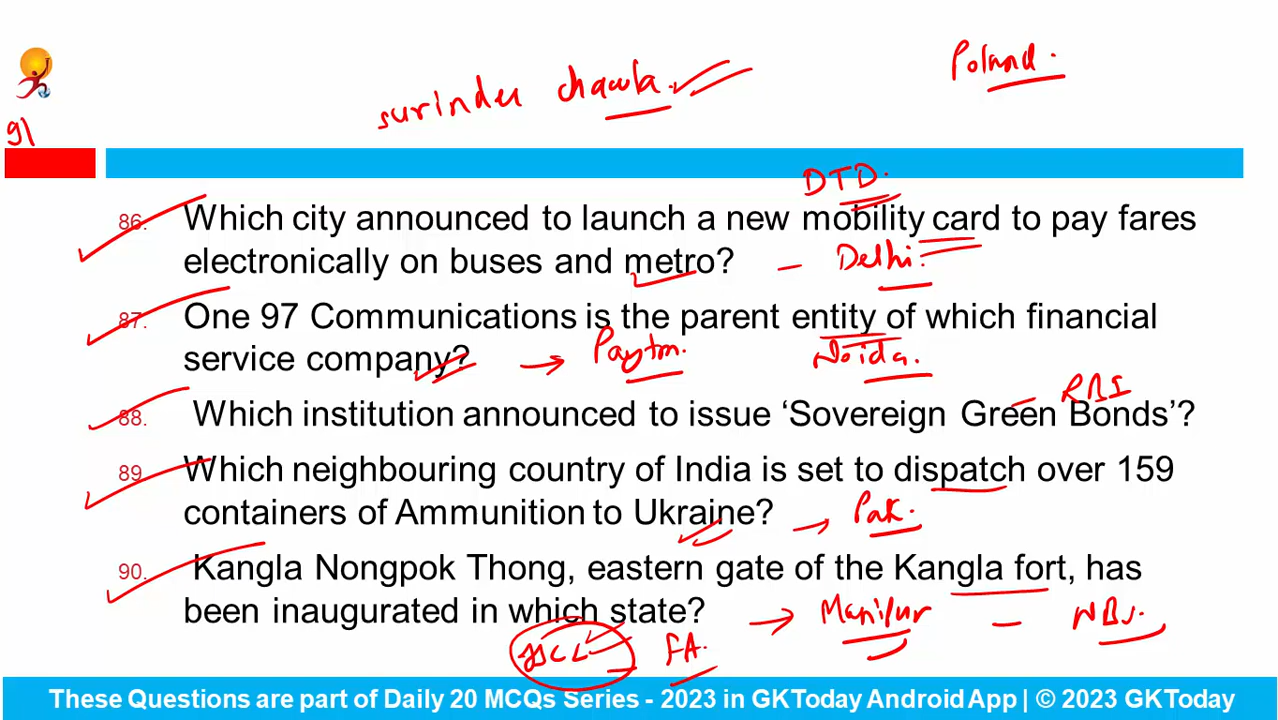 surinder chawla
Poland.
91
DTD.
86. Which city announced to launch a new mobility card to pay fares
electronically on buses and metro? - Delhi.
87. One 97 Communications is the parent entity of which financial
service company? → Paytm. Noida.
RBI
88. Which institution announced to issue ‘Sovereign Green Bonds’?
89. Which neighbouring country of India is set to dispatch over 159
containers of Ammunition to Ukraine? → Pak.
90. Kangla Nongpok Thong, eastern gate of the Kangla fort, has
been inaugurated in which state? → Manipur -
FA.
These Questions are part of Daily 20 MCQs Series - 2023 in GKToday Android App | © 2023 GKToday